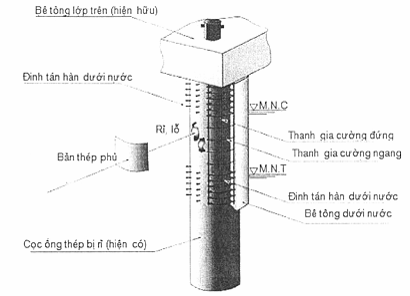 Bê tông lớp trên (hiện hữu)
Đinh tán hàn dưới nước
M.N.C
Rỉ, lỗ
Thanh gia cường đứng
Thanh gia cường ngang
Bản thép phủ
M.N.T
Đinh tán hàn dưới nước
Bê tông dưới nước
Cọc ống thép bị rỉ (hiện có)